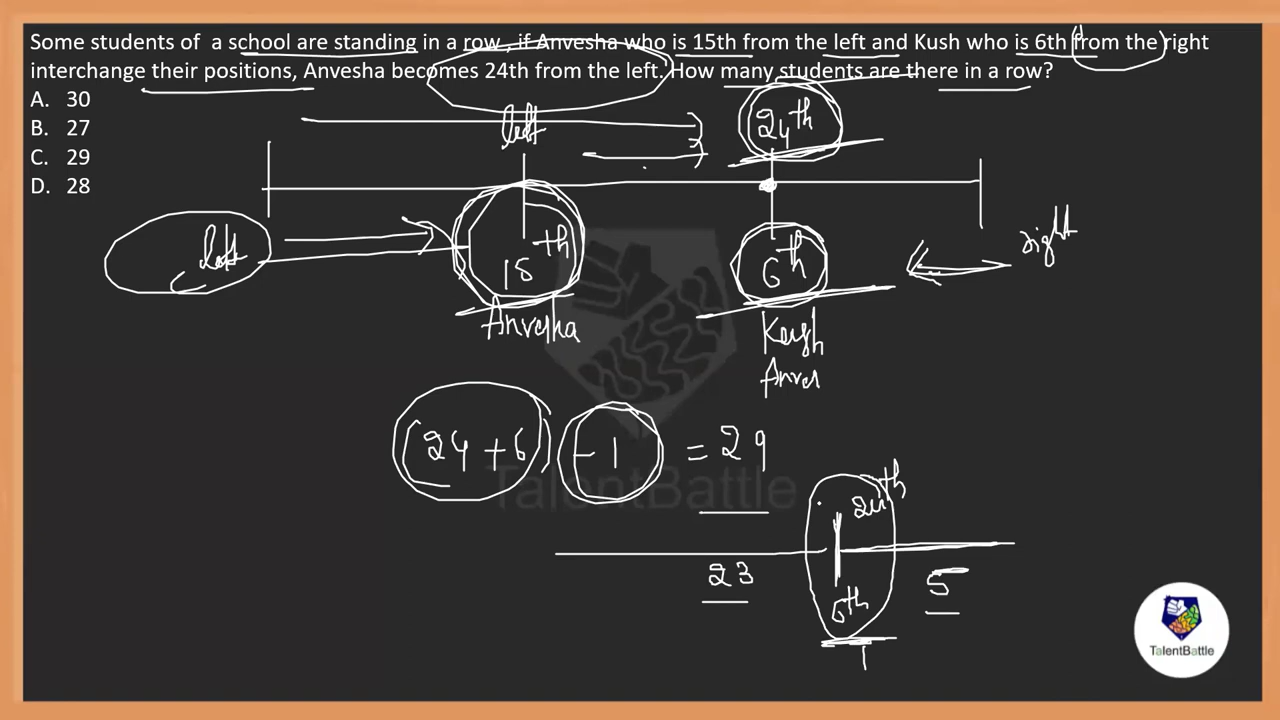 Some students of a school are standing in a row , if Anvesha who is 15th from the left and Kush who is 6th from the right
interchange their positions, Anvesha becomes 24th from the left. How many students are there in a row?
A. 30
B. 27
C. 29
D. 28
left
24th
left
15th
6th
right
Anvesha
Kush
(24+6) -1 = 29
TalentBattle
24th
23
5
6th
1
TalentBattle